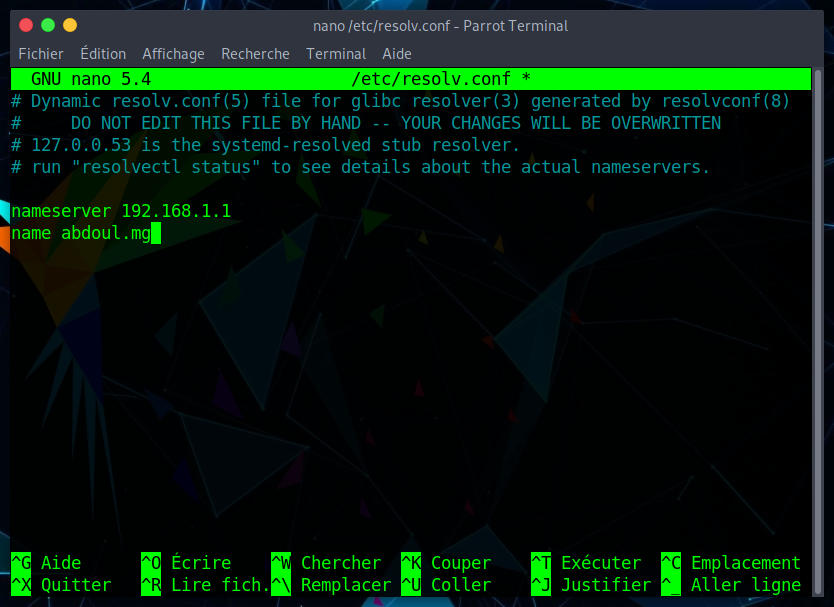 nano /etc/resolv.conf - Parrot Terminal
Fichier Édition Affichage Recherche Terminal Aide
GNU nano 5.4 /etc/resolv.conf *
# Dynamic resolv.conf(5) file for glibc resolver(3) generated by resolvconf(8)
#     DO NOT EDIT THIS FILE BY HAND -- YOUR CHANGES WILL BE OVERWRITTEN
# 127.0.0.53 is the systemd-resolved stub resolver.
# run "resolvectl status" to see details about the actual nameservers.
nameserver 192.168.1.1
name abdoul.mg
^G Aide ^O Écrire ^W Chercher ^K Couper ^T Exécuter ^C Emplacement
^X Quitter ^R Lire fich. ^\ Remplacer ^U Coller ^J Justifier ^_ Aller ligne